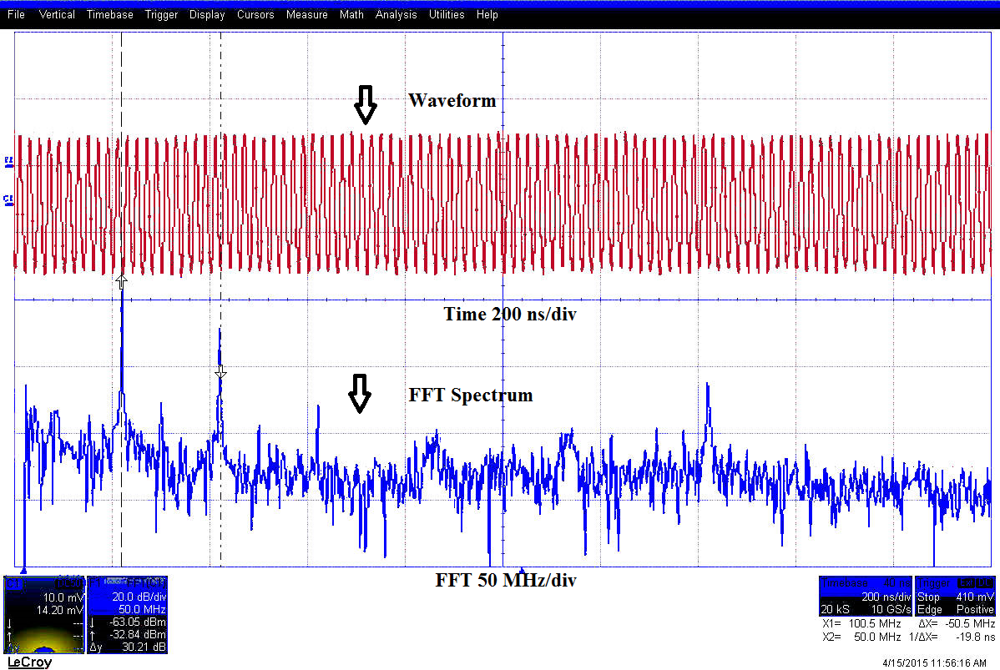 File Vertical Timebase Trigger Display Cursors Measure Math Analysis Utilities Help
Waveform
Time 200 ns/div
FFT Spectrum
FFT 50 MHz/div
10.0 mV
14.20 mV
---
---
20.0 dB/div
50.0 MHz
-63.05 dBm
-32.84 dBm
Δy 30.21 dB
Timebase -40 ns
200 ns/div
20 kS 10 GS/s
Trigger
Stop 410 mV
Edge Positive
X1= 100.5 MHz ΔX= -50.5 MHz
X2= 50.0 MHz 1/ΔX= -19.8 ns
LeCroy
4/15/2015 11:56:16 AM